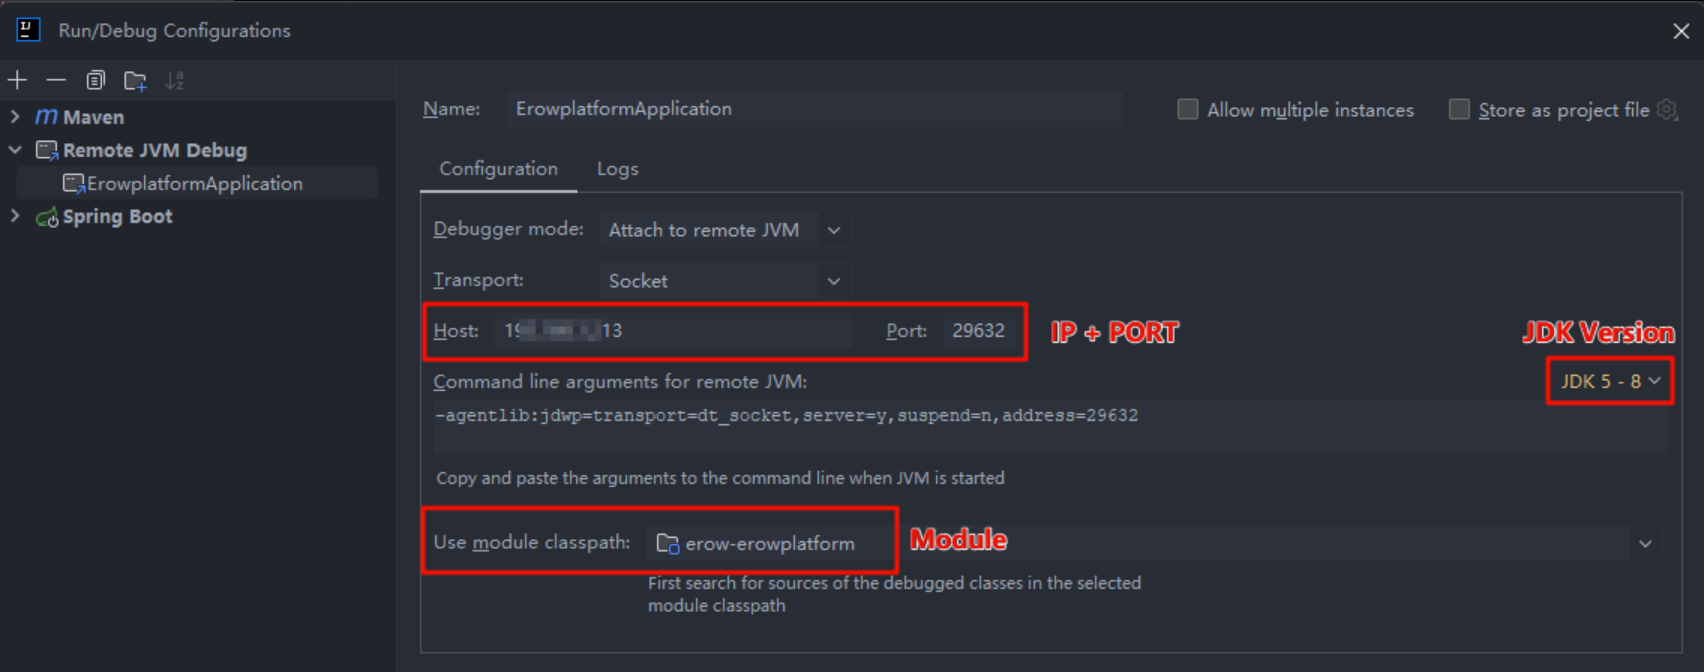 Run/Debug Configurations
Name: ErowplatformApplication
Allow multiple instances
Store as project file
Maven
Remote JVM Debug
ErowplatformApplication
Spring Boot
Configuration Logs
Debugger mode: Attach to remote JVM
Transport: Socket
Host: 13 Port: 29632 IP + PORT
JDK Version
Command line arguments for remote JVM: JDK 5 - 8
-agentlib:jdwp=transport=dt_socket,server=y,suspend=n,address=29632
Copy and paste the arguments to the command line when JVM is started
Use module classpath: erow-erowplatform Module
First search for sources of the debugged classes in the selected
module classpath